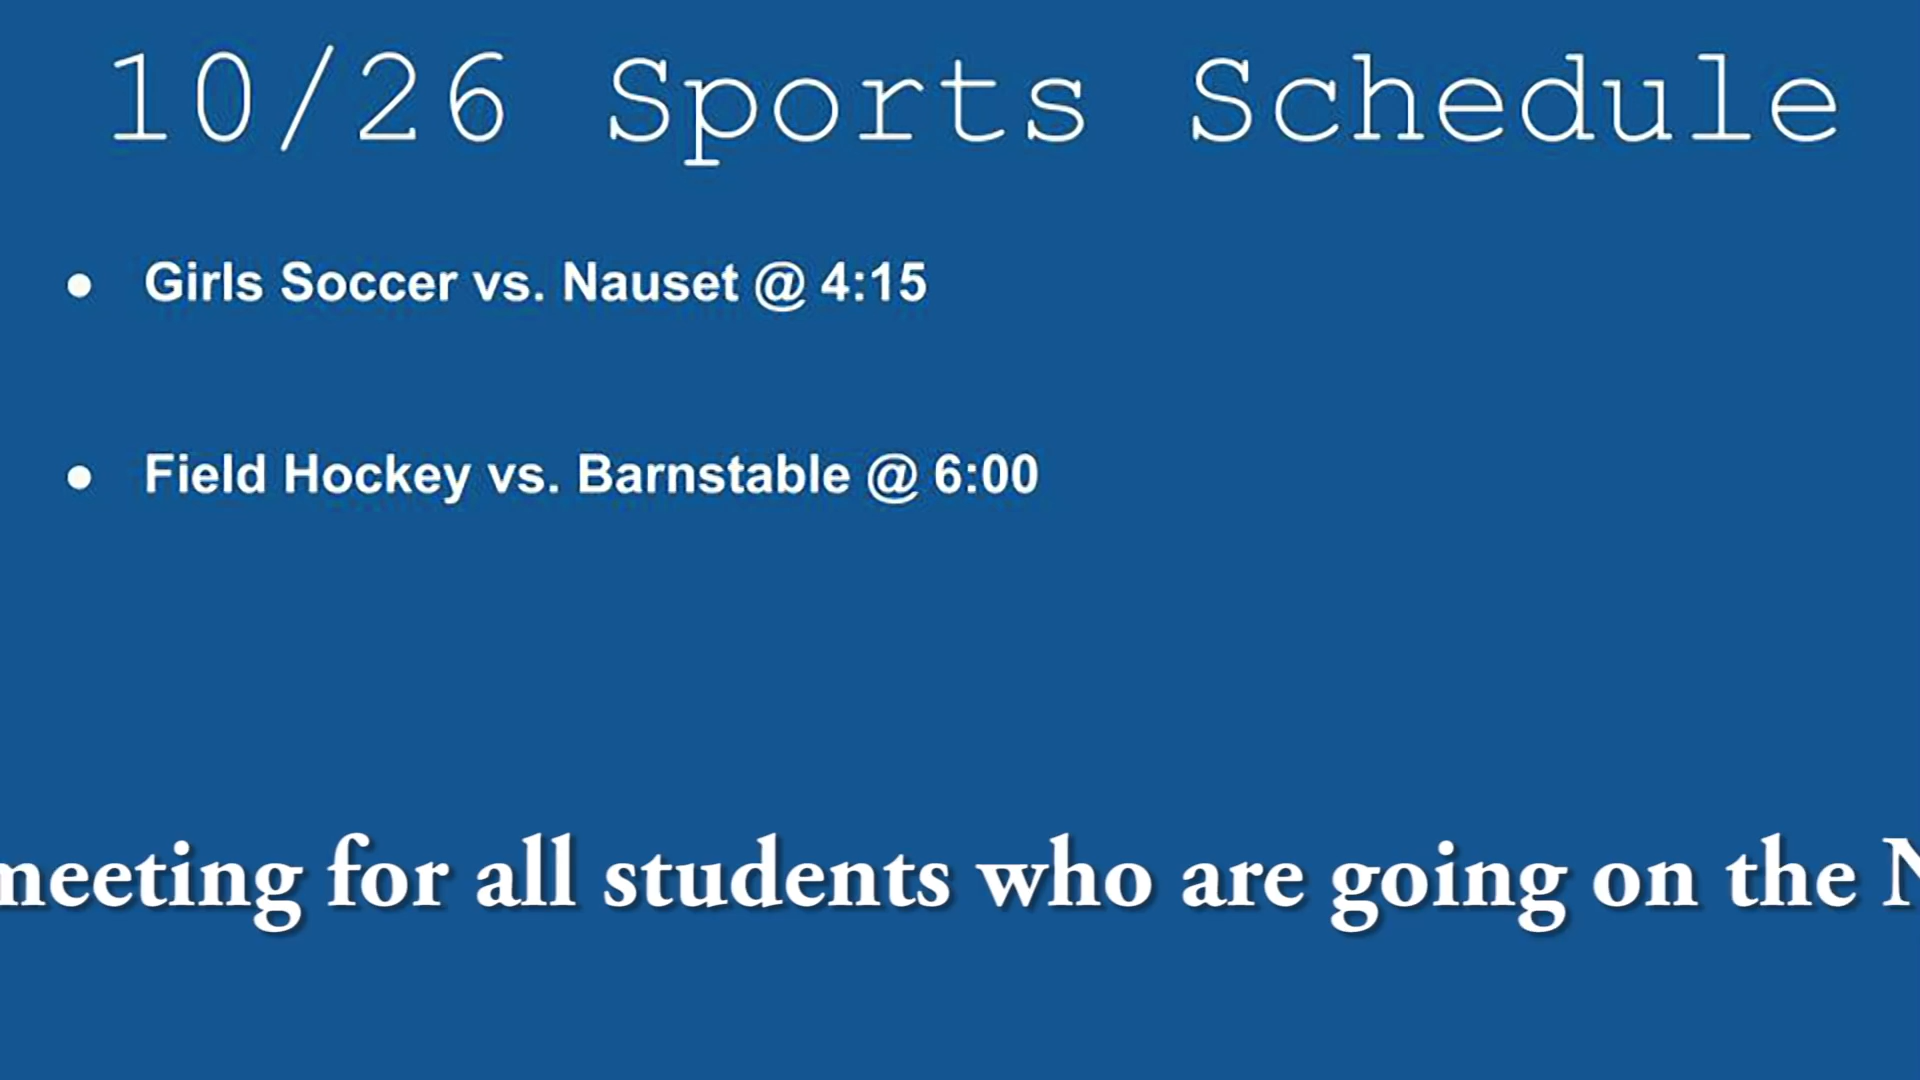 10/26 Sports Schedule
● Girls Soccer vs. Nauset @ 4:15
● Field Hockey vs. Barnstable @ 6:00
meeting for all students who are going on the N